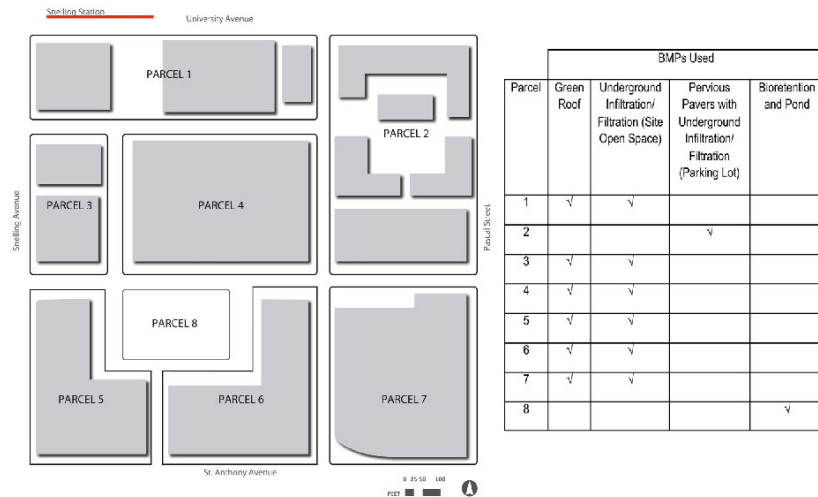 Snelling Station
University Avenue
PARCEL 1
PARCEL 2
PARCEL 3
PARCEL 4
Snelling Avenue
Pascal Street
PARCEL 8
PARCEL 5
PARCEL 6
PARCEL 7
St. Anthony Avenue
0 25 50 100
FEET
BMPs Used
Parcel Green Roof Underground Infiltration/ Filtration (Site Open Space) Pervious Pavers with Underground Infiltration/ Filtration (Parking Lot) Bioretention and Pond
1 √ √
2 √
3 √ √
4 √ √
5 √ √
6 √ √
7 √ √
8 √